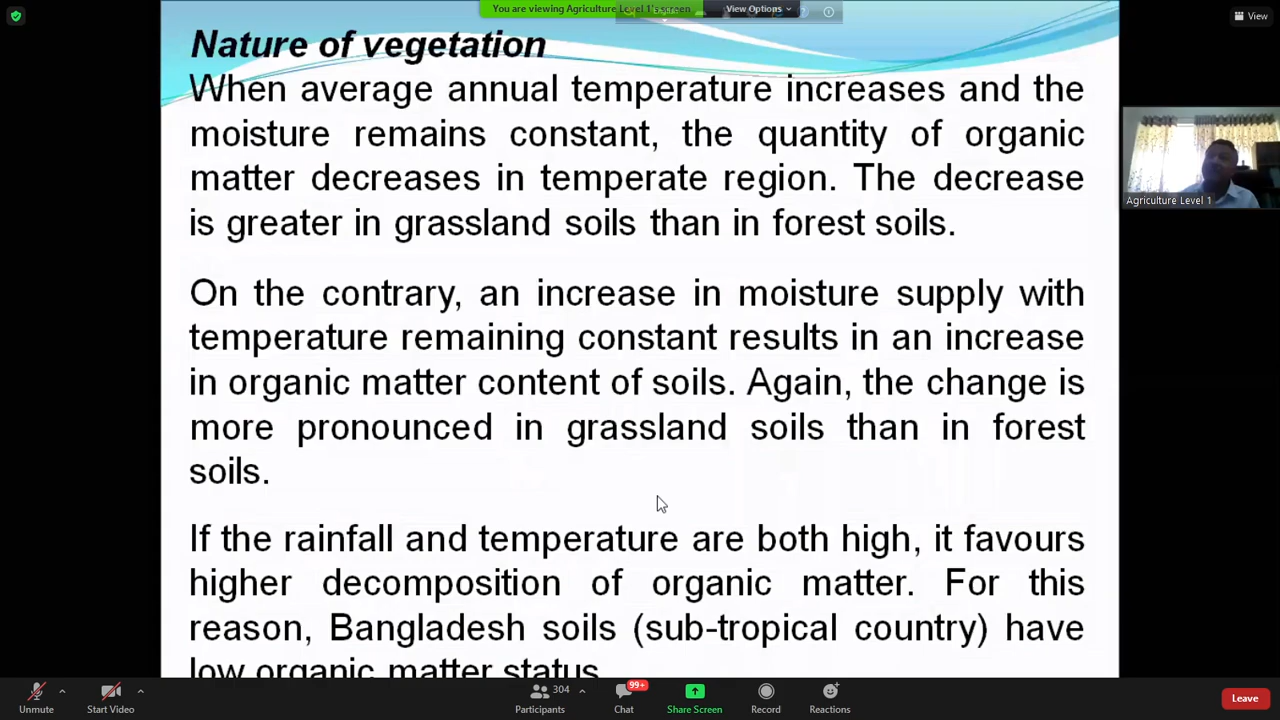 You are viewing Agriculture Level 1's screen
View Options
View
Nature of vegetation
When average annual temperature increases and the
moisture remains constant, the quantity of organic
matter decreases in temperate region. The decrease
is greater in grassland soils than in forest soils.
On the contrary, an increase in moisture supply with
temperature remaining constant results in an increase
in organic matter content of soils. Again, the change is
more pronounced in grassland soils than in forest
soils.
If the rainfall and temperature are both high, it favours
higher decomposition of organic matter. For this
reason, Bangladesh soils (sub-tropical country) have
low organic matter status.
Agriculture Level 1
Unmute
Start Video
304
Participants
99+
Chat
Share Screen
Record
Reactions
Leave